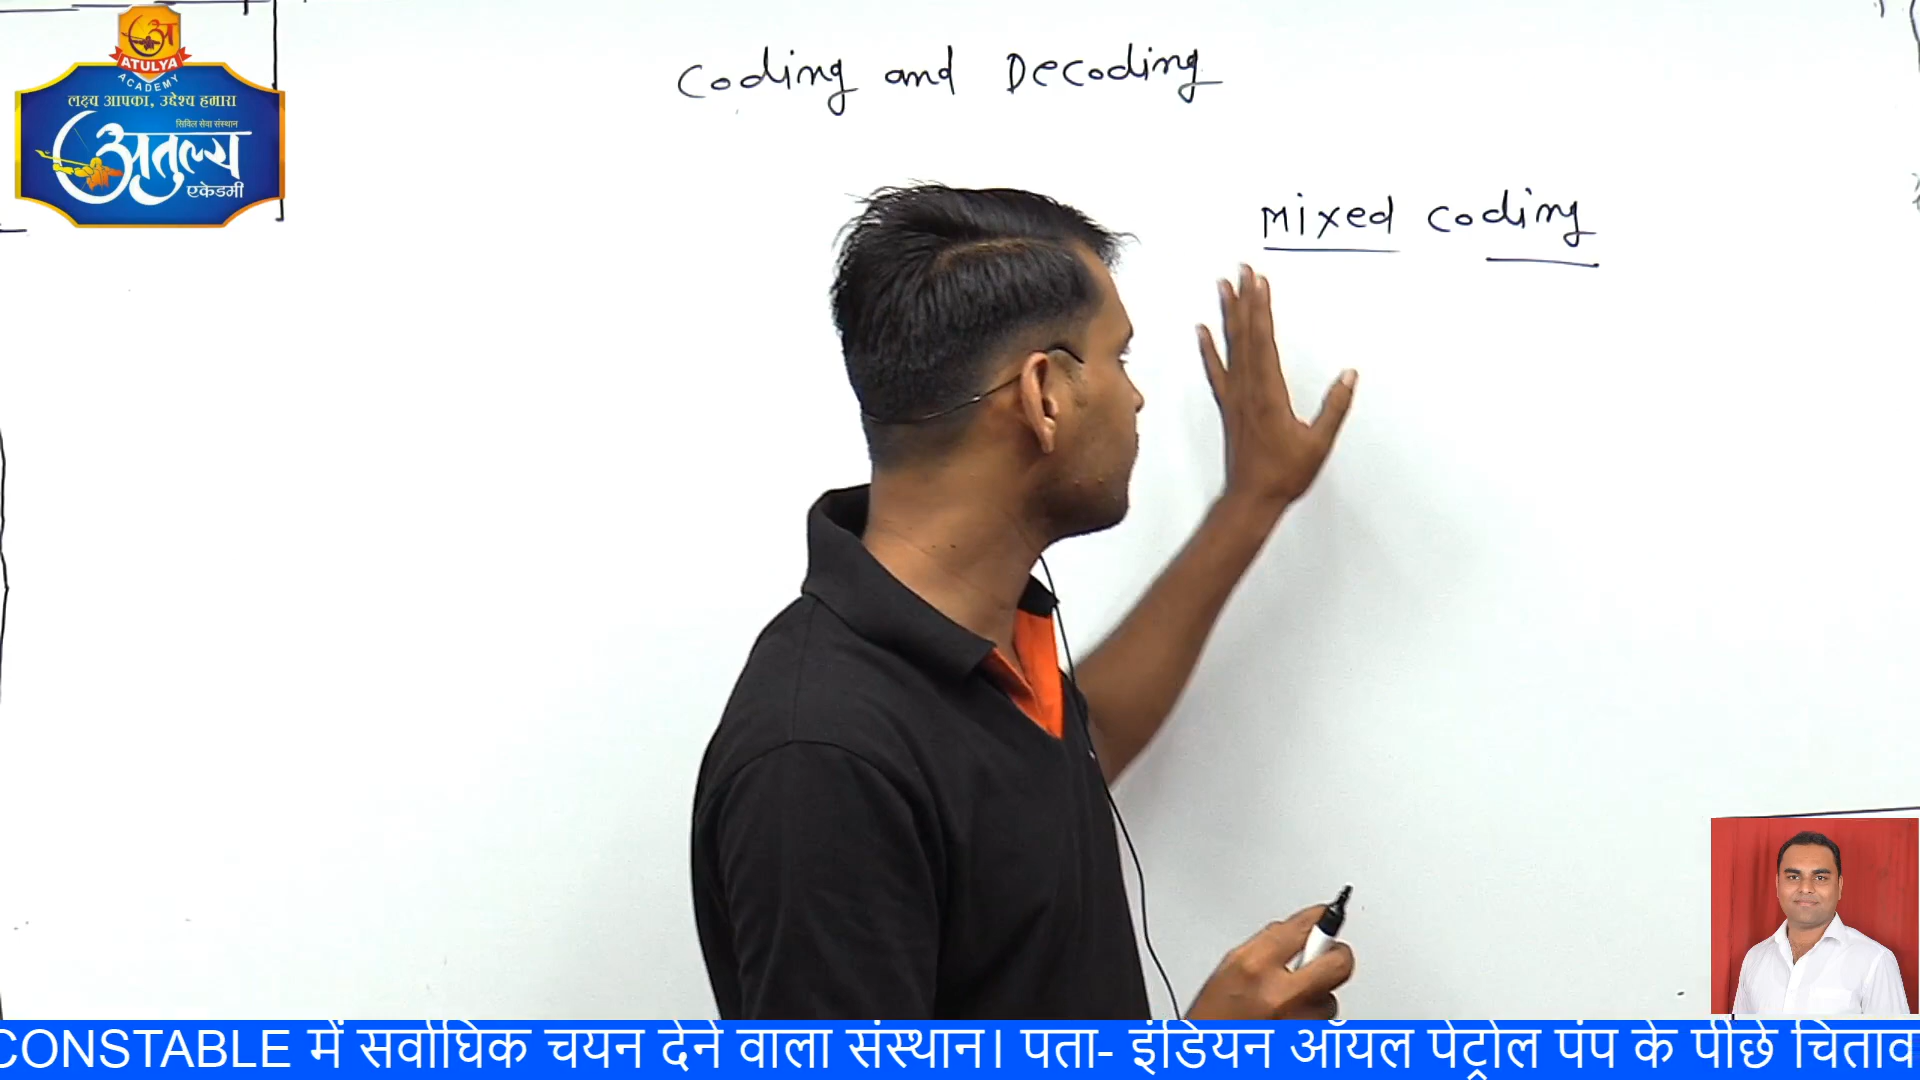 अ
ATULYA
ACADEMY
लक्ष्य आपका, उद्देश्य हमारा
सिविल सेवा संस्थान
अतुल्य
एकेडमी
Coding and Decoding
Mixed Coding
CONSTABLE में सर्वाधिक चयन देने वाला संस्थान। पता- इंडियन ऑयल पेट्रोल पंप के पीछे चिताव